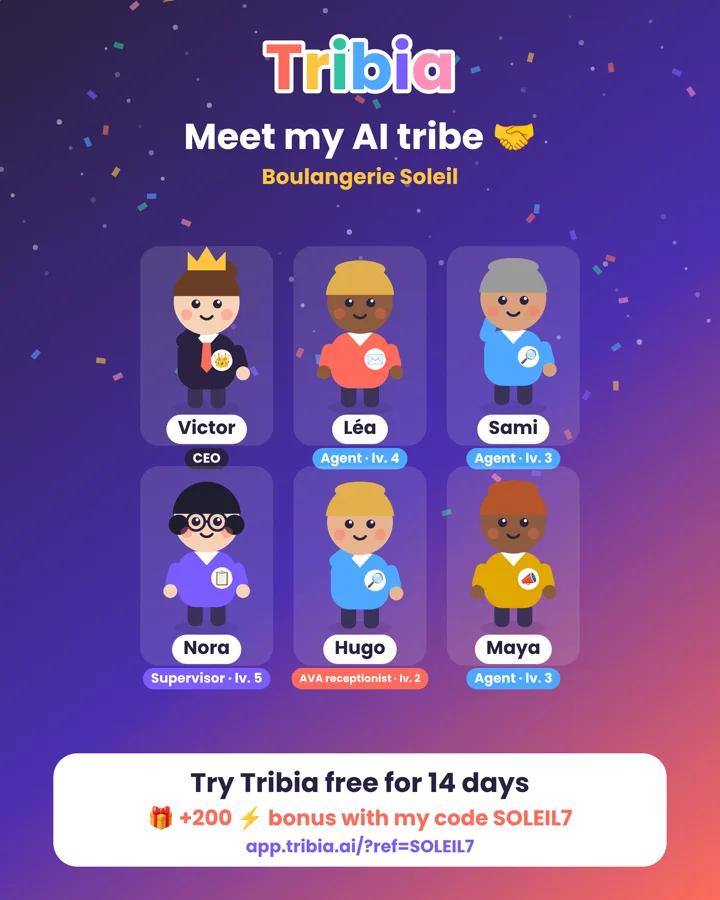 Tribia
Meet my AI tribe 🤝
Boulangerie Soleil
Victor
CEO
Léa
Agent · lv. 4
Sami
Agent · lv. 3
Nora
Supervisor · lv. 5
Hugo
AVA receptionist · lv. 2
Maya
Agent · lv. 3
Try Tribia free for 14 days
🎁 +200 ⚡ bonus with my code SOLEIL7
app.tribia.ai/?ref=SOLEIL7